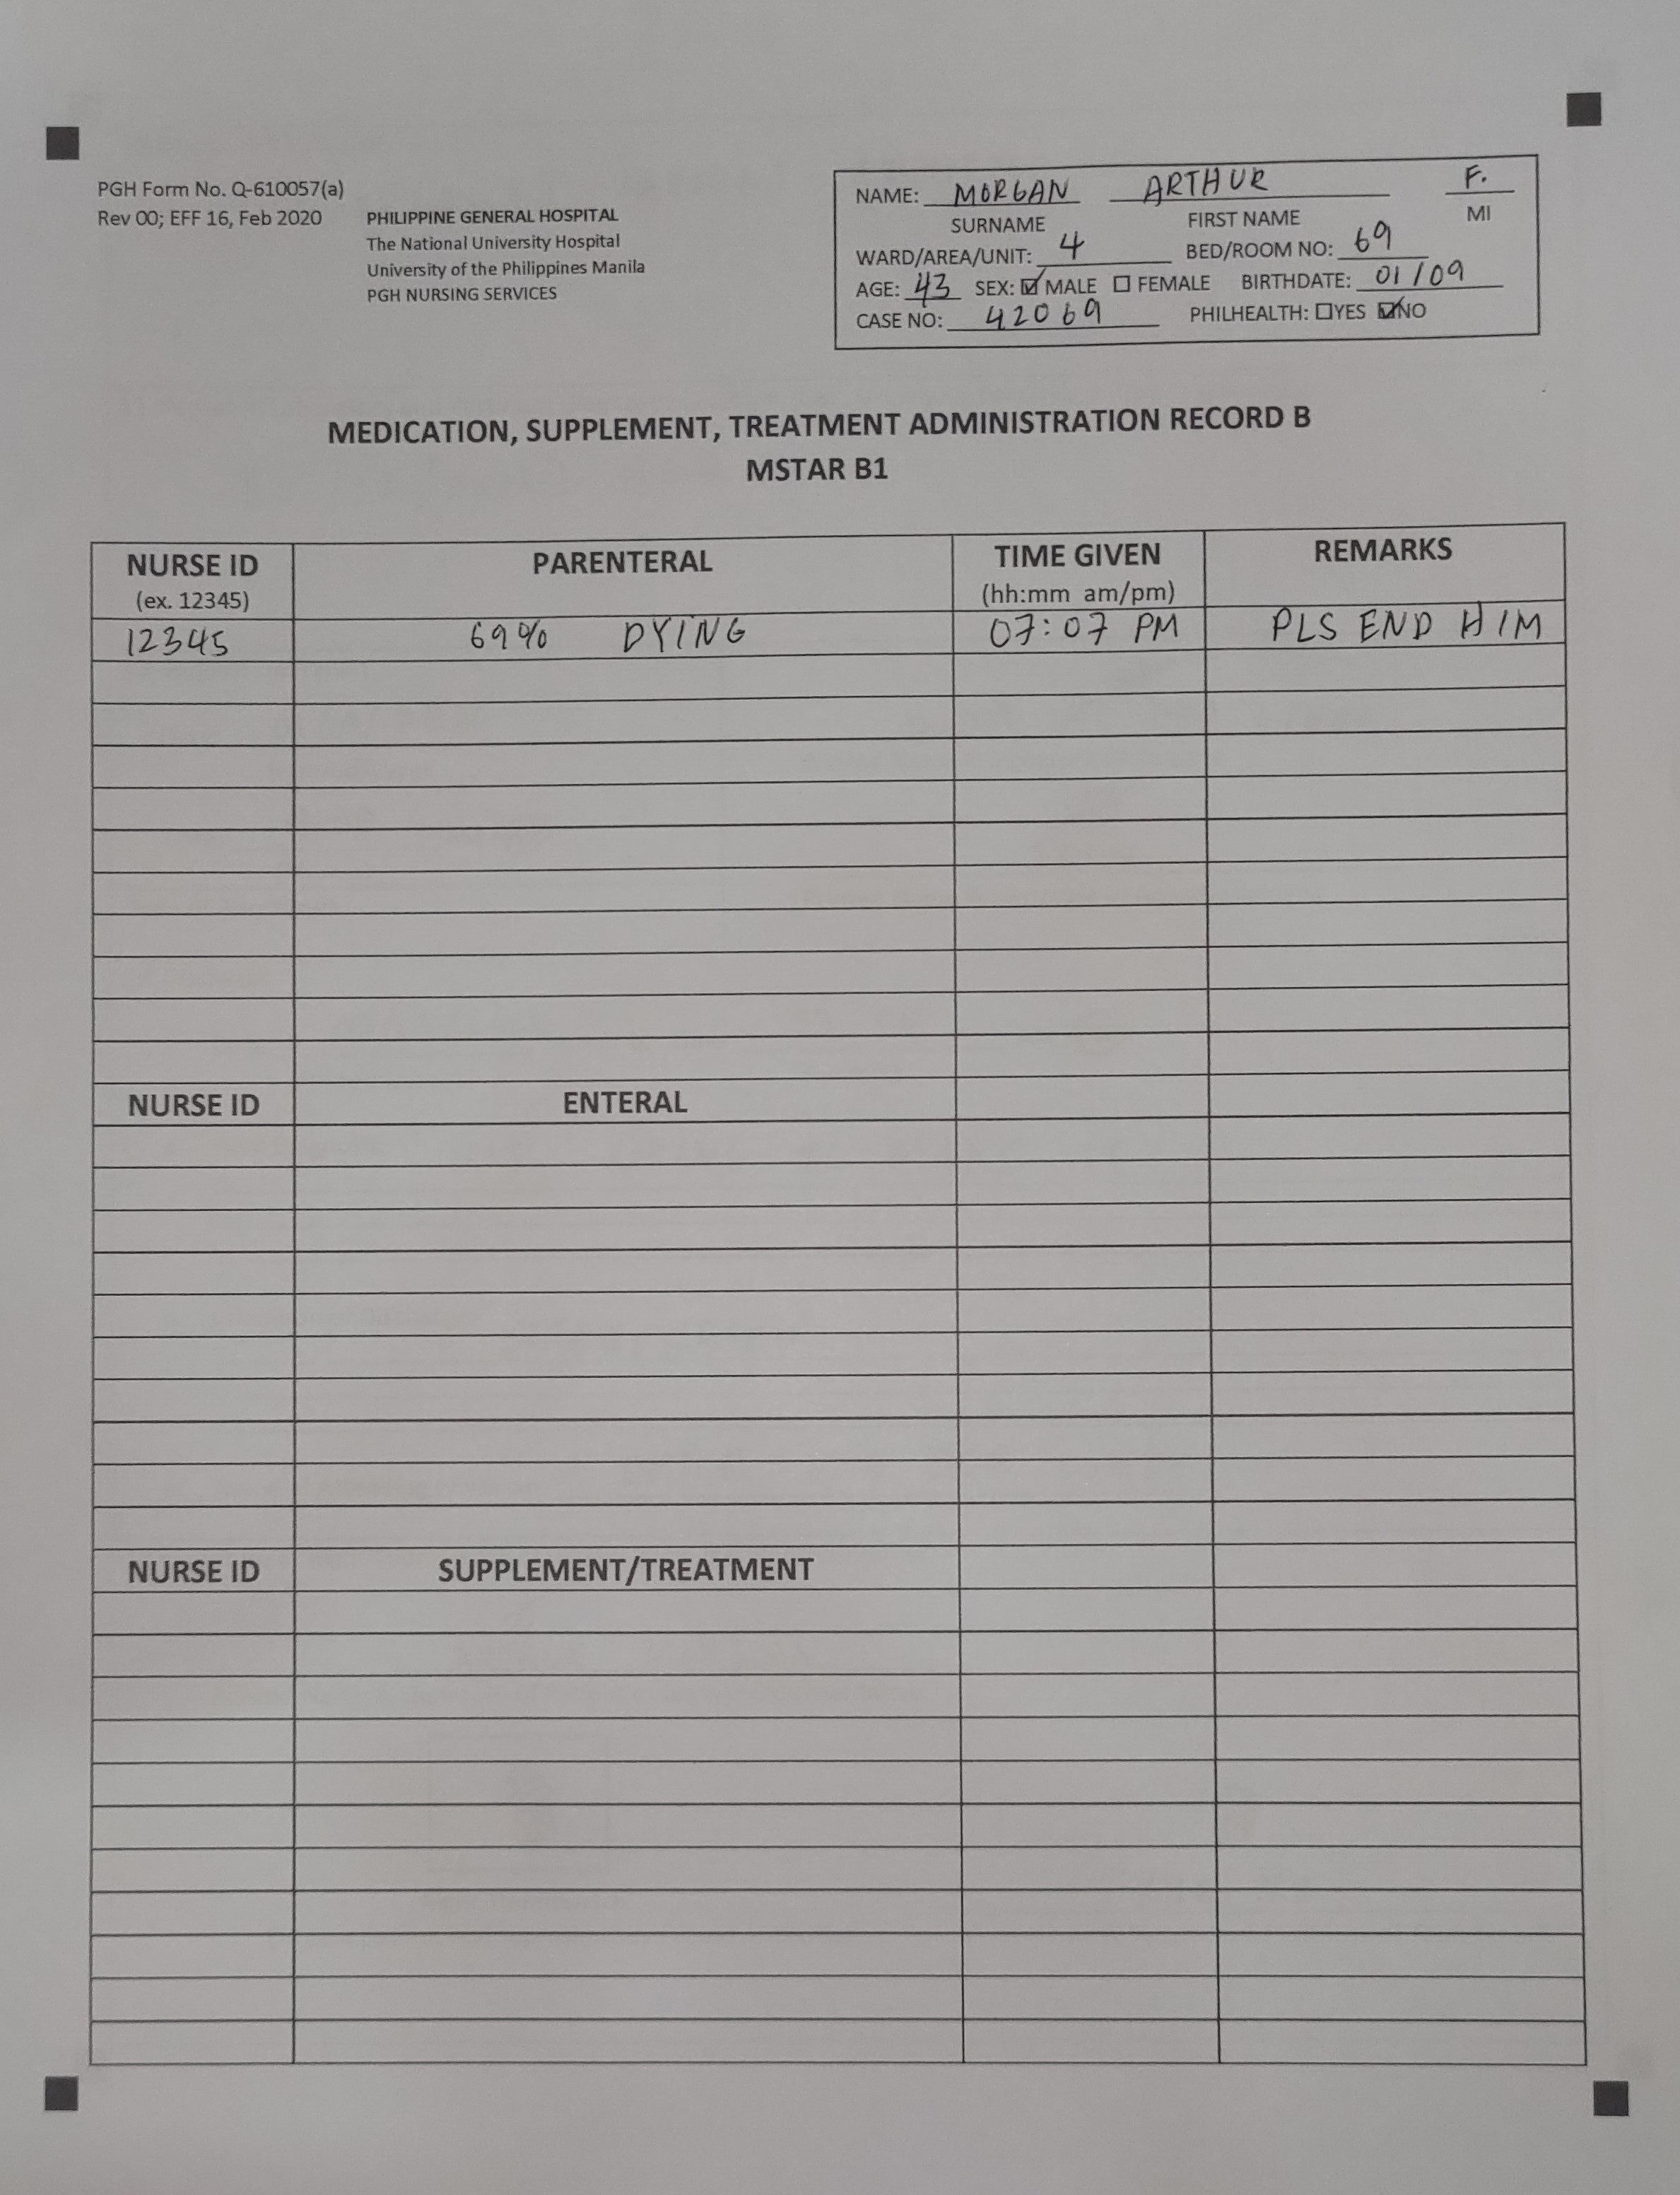 PGH Form No. Q-610057(a)
Rev 00; EFF 16, Feb 2020
PHILIPPINE GENERAL HOSPITAL
The National University Hospital
University of the Philippines Manila
PGH NURSING SERVICES
NAME: MORGAN ARTHUR F.
SURNAME FIRST NAME MI
WARD/AREA/UNIT: 4 BED/ROOM NO: 69
AGE: 43 SEX: ☑ MALE ☐ FEMALE BIRTHDATE: 01/09
CASE NO: 42069 PHILHEALTH: ☐YES ☑NO
MEDICATION, SUPPLEMENT, TREATMENT ADMINISTRATION RECORD B
MSTAR B1
NURSE ID PARENTERAL TIME GIVEN REMARKS
(ex. 12345) (hh:mm am/pm)
12345 69% DYING 07:07 PM PLS END HIM
NURSE ID ENTERAL
NURSE ID SUPPLEMENT/TREATMENT